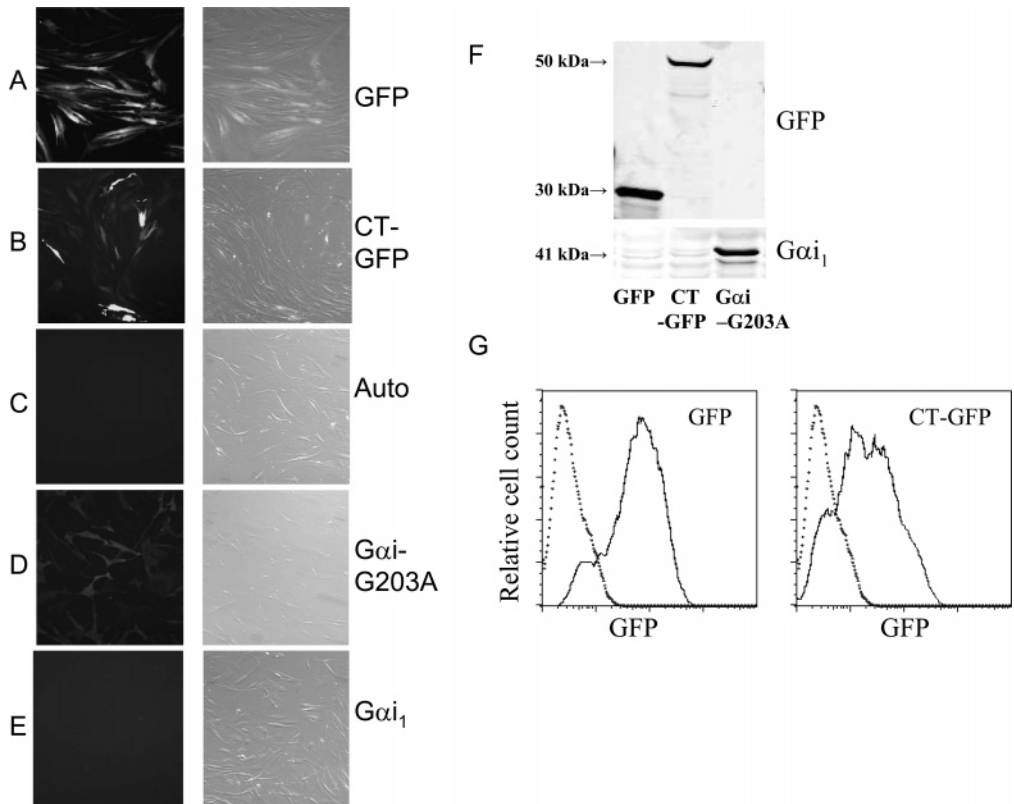 A
GFP
B
CT-
GFP
C
Auto
D
Gαi-
G203A
E
Gαi₁
F
50 kDa→
GFP
30 kDa→
41 kDa→
Gαi₁
GFP CT Gαi
-GFP –G203A
G
Relative cell count
GFP
GFP
CT-GFP
GFP